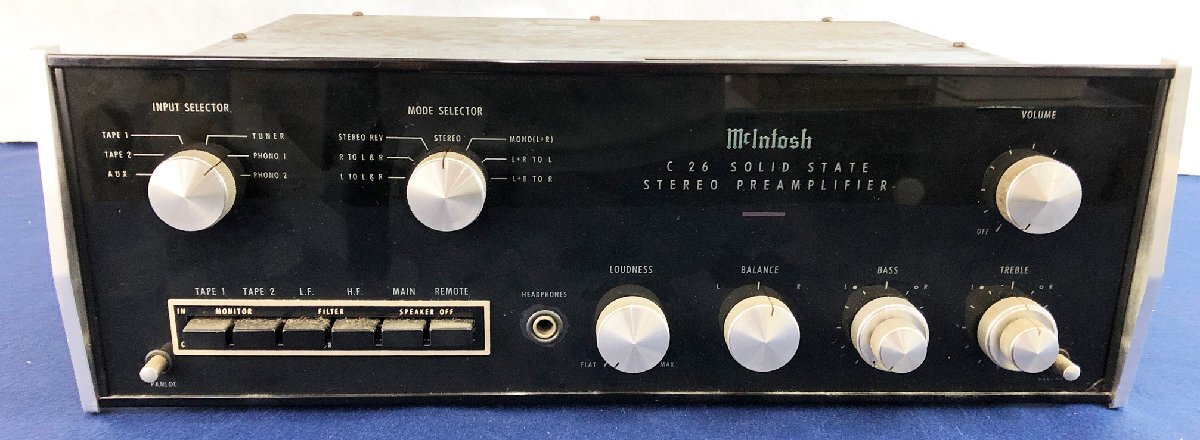 INPUT SELECTOR
TAPE 1
TUNER
TAPE 2
PHONO 1
AUX
PHONO 2
MODE SELECTOR
STEREO REV
STEREO
MONO(L+R)
R TO L & R
L+R TO L
L TO L & R
L+R TO R
McIntosh
C 26 SOLID STATE
STEREO PREAMPLIFIER
VOLUME
OFF
TAPE 1 TAPE 2 L.F. H.F. MAIN REMOTE
IN MONITOR FILTER SPEAKER OFF
PANLOC
HEADPHONES
LOUDNESS
FLAT MAX
BALANCE
L R
BASS
L R
TREBLE
L R